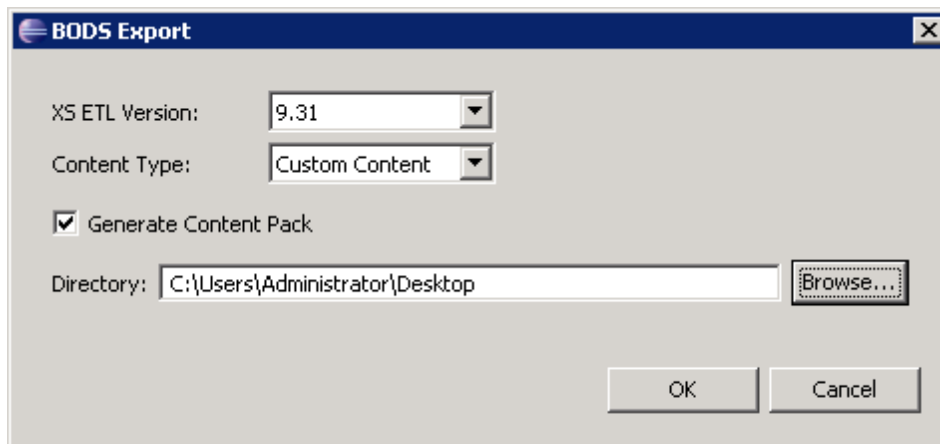 BODS Export
XS ETL Version: 9.31
Content Type: Custom Content
Generate Content Pack
Directory: C:\Users\Administrator\Desktop Browse...
OK Cancel